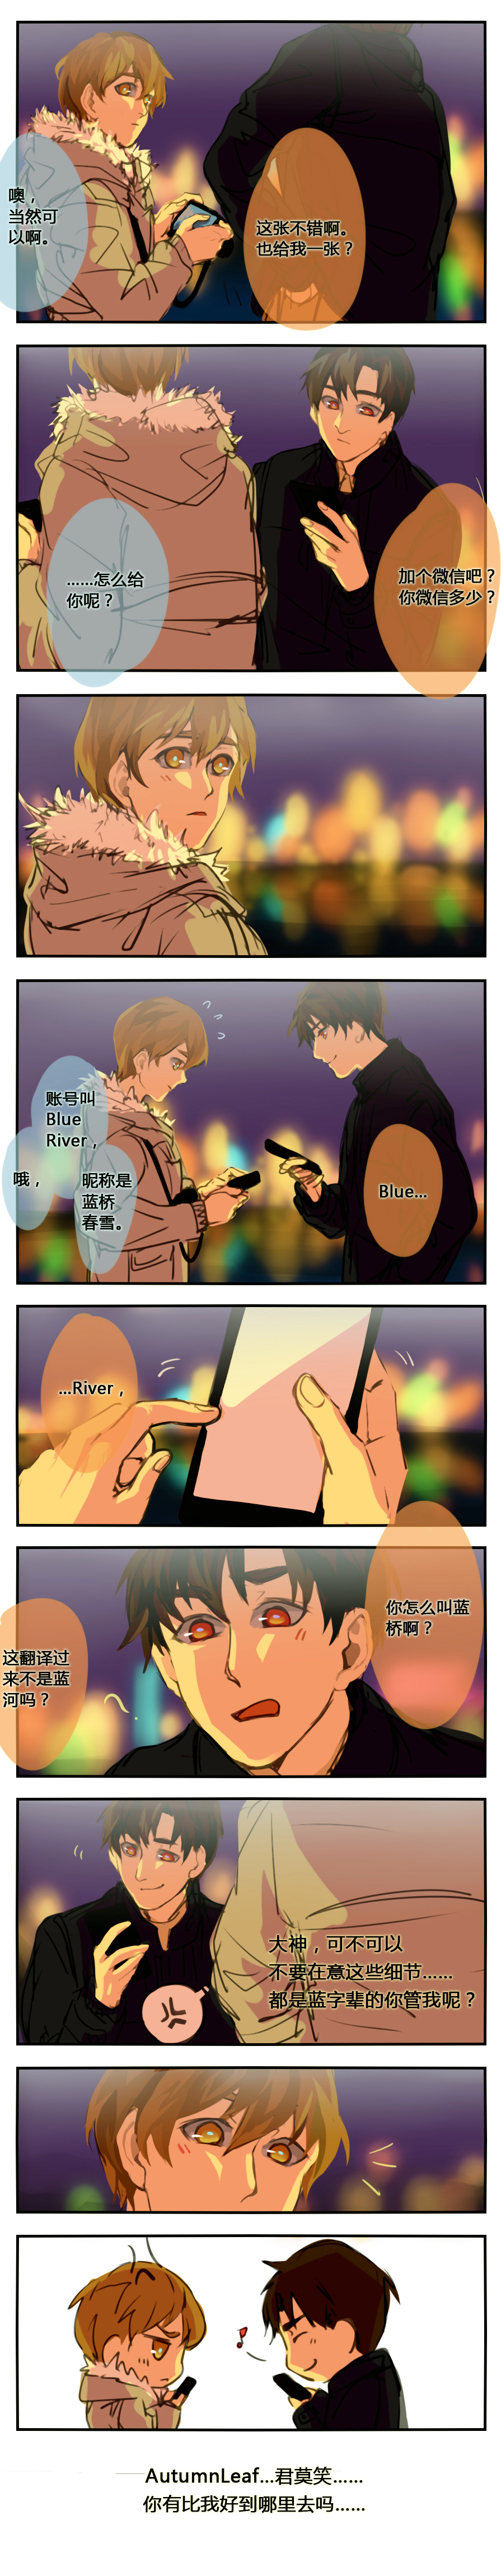 这张不错啊。
也给我一张？
噢，
当然可
以啊。
……怎么给
你呢？
加个微信吧？
你微信多少？
账号叫
Blue
River，
昵称是
蓝桥
春雪。
哦，
Blue...
...River，
你怎么叫蓝
桥啊？
这翻译过
来不是蓝
河吗？
大神，可不可以
不要在意这些细节……
都是蓝字辈的你管我呢？
AutumnLeaf...君莫笑……
你有比我好到哪里去吗……